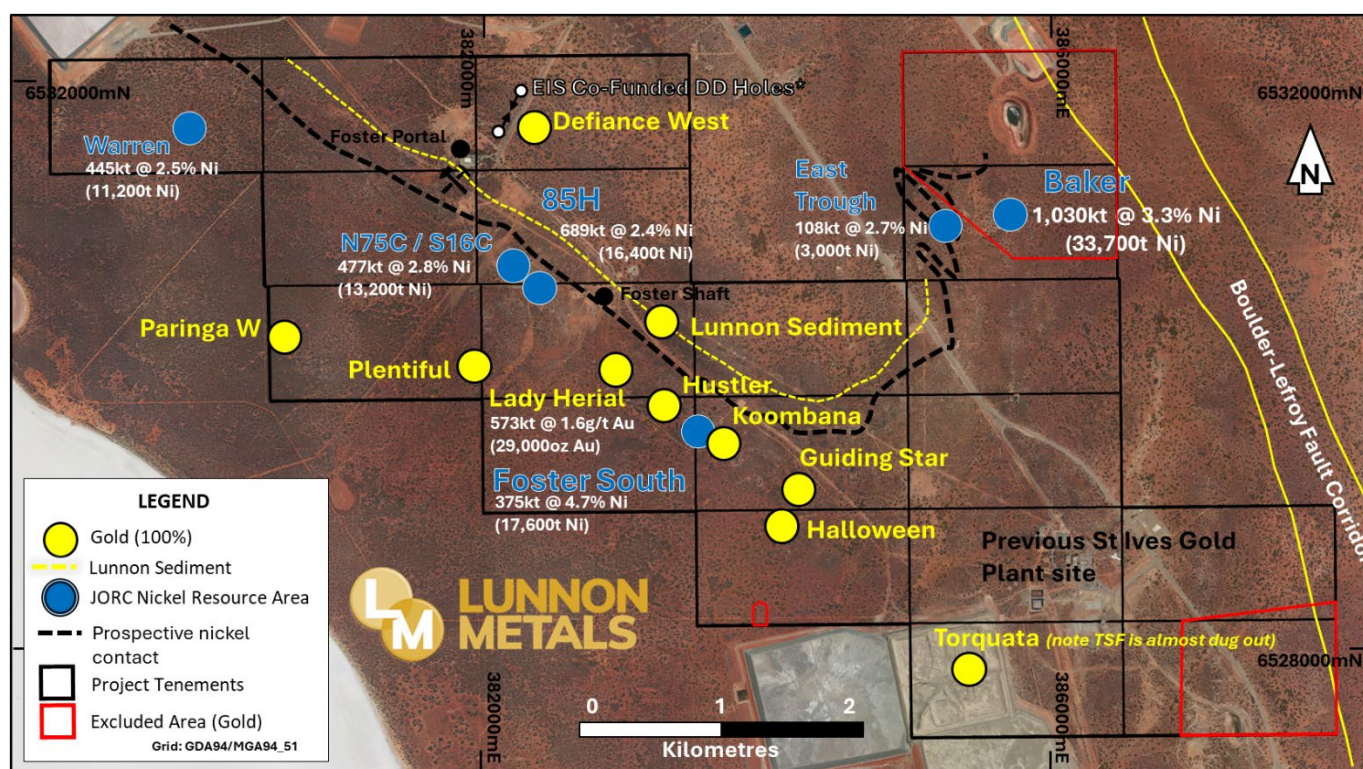 382000m
386000mE
6532000mN
6532000mN
EIS Co-Funded DD Holes*
Defiance West
Foster Portal
Warren
445kt @ 2.5% Ni
(11,200t Ni)
N
85H
689kt @ 2.4% Ni
(16,400t Ni)
East
Trough
108kt @ 2.7% Ni
(3,000t Ni)
Baker
1,030kt @ 3.3% Ni
(33,700t Ni)
N75C / S16C
477kt @ 2.8% Ni
(13,200t Ni)
Foster Shaft
Boulder-Lefroy Fault Corridor
Paringa W
Lunnon Sediment
Plentiful
Lady Herial
573kt @ 1.6g/t Au
(29,000oz Au)
Hustler
Koombana
Guiding Star
Foster South
375kt @ 4.7% Ni
(17,600t Ni)
Halloween
Previous St Ives Gold
Plant site
LEGEND
Gold (100%)
Lunnon Sediment
JORC Nickel Resource Area
Prospective nickel
contact
Project Tenements
Excluded Area (Gold)
Grid: GDA94/MGA94_51
LM
LUNNON
METALS
Torquata (note TSF is almost dug out)
6528000mN
382000mE
386000mE
0 1 2
Kilometres